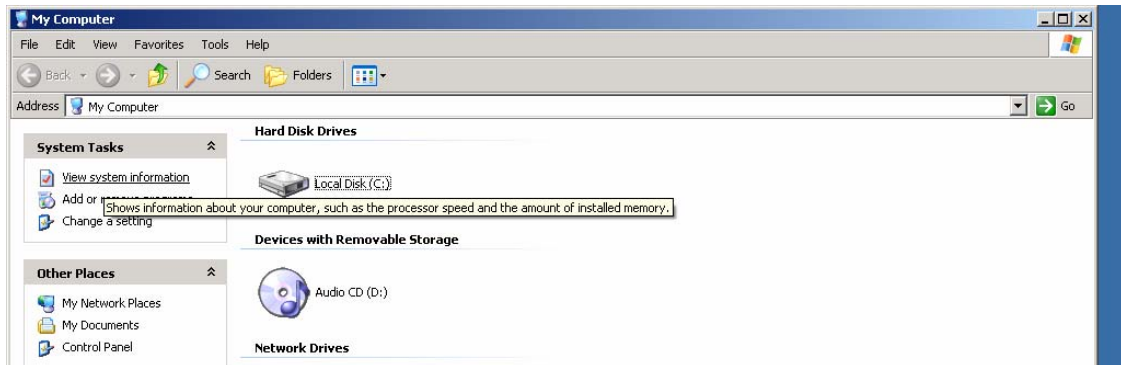 My Computer
File Edit View Favorites Tools Help
Back Search Folders
Address My Computer Go
System Tasks
View system information
Add or
Shows information about your computer, such as the processor speed and the amount of installed memory.
Change a setting
Other Places
My Network Places
My Documents
Control Panel
Hard Disk Drives
Local Disk (C:)
Devices with Removable Storage
Audio CD (D:)
Network Drives